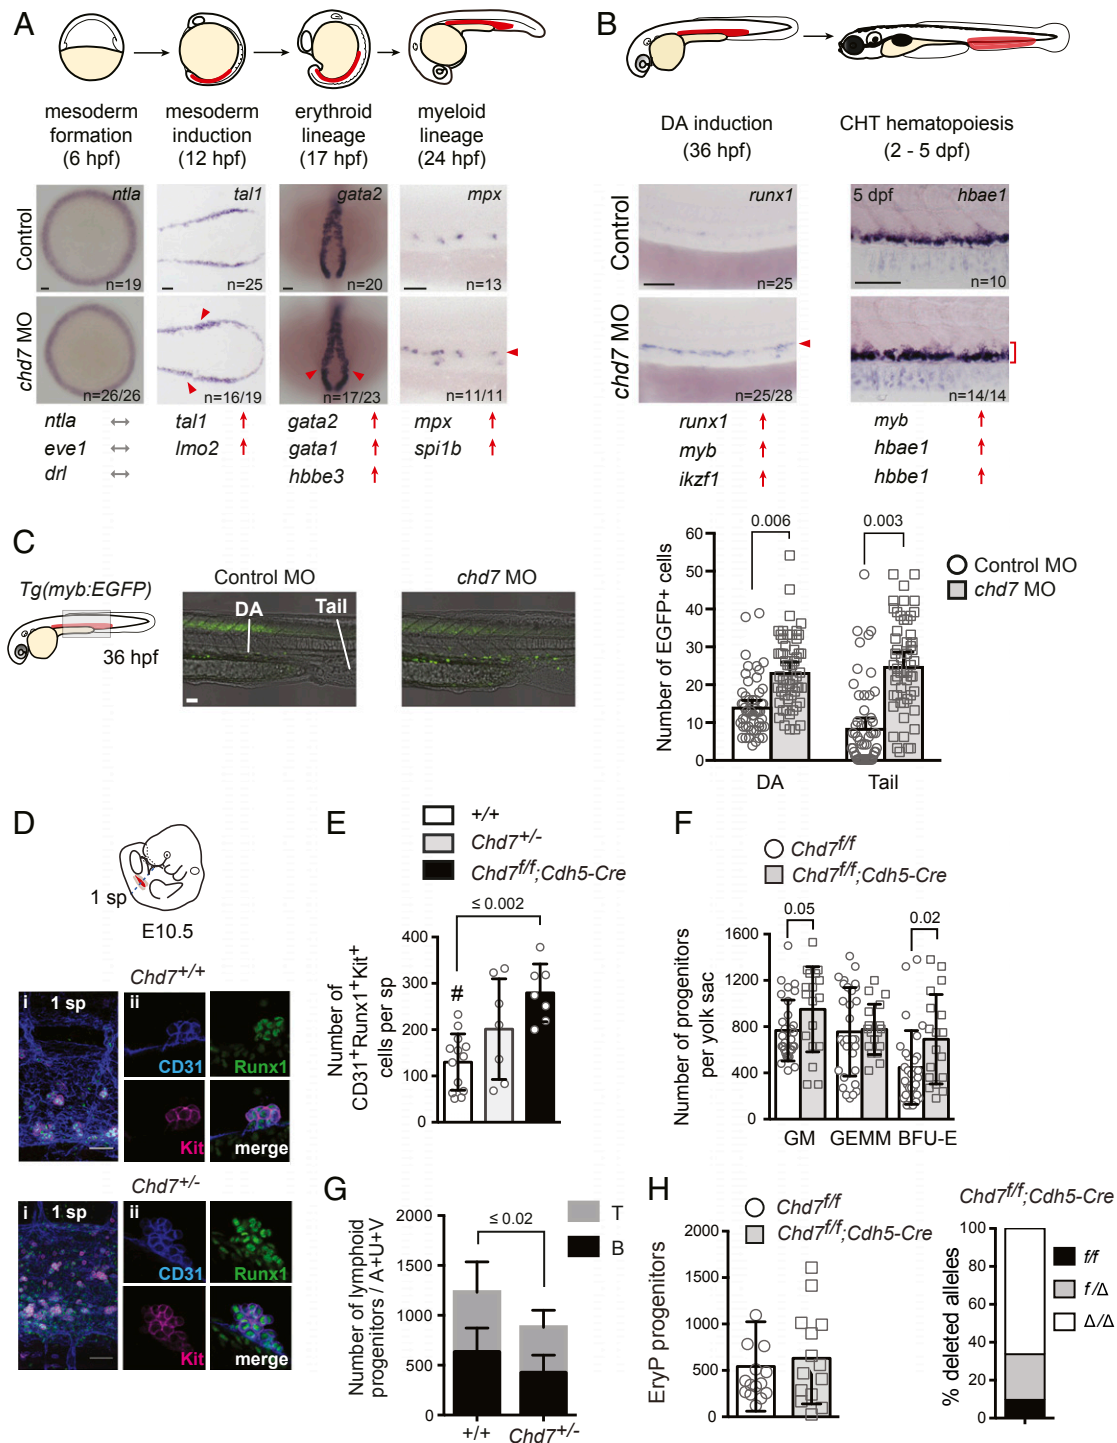 A
mesoderm formation (6 hpf)
mesoderm induction (12 hpf)
erythroid lineage (17 hpf)
myeloid lineage (24 hpf)
Control
ntla
n=19
tal1
n=25
gata2
n=20
mpx
n=13
chd7 MO
n=26/26
n=16/19
n=17/23
n=11/11
ntla ↔
eve1 ↔
drl ↔
tal1 ↑
lmo2 ↑
gata2 ↑
gata1 ↑
hbbe3 ↑
mpx ↑
spi1b ↑
B
DA induction (36 hpf)
CHT hematopoiesis (2 - 5 dpf)
Control
runx1
n=25
5 dpf
hbae1
n=10
chd7 MO
n=25/28
n=14/14
runx1 ↑
myb ↑
ikzf1 ↑
myb ↑
hbae1 ↑
hbbe1 ↑
C
Tg(myb:EGFP)
36 hpf
Control MO
DA
Tail
chd7 MO
Number of EGFP+ cells
60
50
40
30
20
10
0
0.006
0.003
DA
Tail
Control MO
chd7 MO
D
1 sp
E10.5
Chd7+/+
i
1 sp
ii
CD31
Runx1
Kit
merge
Chd7+/-
i
1 sp
ii
CD31
Runx1
Kit
merge
E
+/+
Chd7+/-
Chd7f/f;Cdh5-Cre
≤ 0.002
Number of CD31+Runx1+Kit+ cells per sp
400
300
200
100
0
#
F
Chd7f/f
Chd7f/f;Cdh5-Cre
0.05
0.02
Number of progenitors per yolk sac
1600
1200
800
400
0
GM
GEMM
BFU-E
G
≤ 0.02
T
B
Number of lymphoid progenitors / A+U+V
2000
1500
1000
500
0
+/+
Chd7+/-
H
Chd7f/f
Chd7f/f;Cdh5-Cre
EryP progenitors
2000
1500
1000
500
0
Chd7f/f;Cdh5-Cre
% deleted alleles
100
80
60
40
20
0
f/f
f/Δ
Δ/Δ